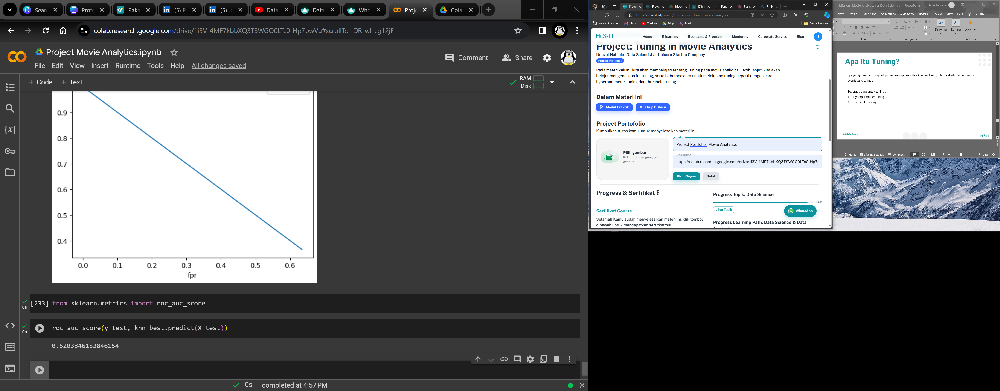 Sear
Profe
Raka
(5) P
(5) Ja
Data
Data
Whe
Proje
Cola
colab.research.google.com/drive/1i3V-4MF7kbbXQ3TSWGO0LTc0-Hp7pwVu#scrollTo=DR_wl_cg12jF
Project Movie Analytics.ipynb
Comment
Share
File Edit View Insert Runtime Tools Help All changes saved
+ Code + Text
RAM
Disk
0.9
0.8
0.7
0.6
0.5
0.4
0.0 0.1 0.2 0.3 0.4 0.5 0.6
fpr
0s
[233] from sklearn.metrics import roc_auc_score
0s
roc_auc_score(y_test, knn_best.predict(X_test))
0.5203846153846154
0s completed at 4:57 PM
Proje
Proje
Modu
Dibim
Peng
Pytho
F1 Sc
https://myskill.id/course/data-science-tuning-movie-analytics
Import favorites
Gmail
YouTube
Maps
Bard
Other favorites
MySkill
Home
E-learning
Bootcamp & Program
Mentoring
Corporate Service
Blog
J
Project: Tuning in Movie Analytics
Nouval Habibie - Data Scientist at Unicorn Startup Company
Project Portofolio
Pada materi kali ini, kita akan mempelajari tentang Tuning pada movie analytics. Lebih lanjut, kita akan
belajar mengenai apa itu tuning, serta beberapa cara untuk melakukan tuning seperti dengan cara
hyperparameter tuning dan threshold tuning.
Dalam Materi Ini
Modul Praktik
Grup Diskusi
Project Portofolio
Kumpulkan tugas kamu untuk menyelesaikan materi ini.
Pilih gambar
Klik untuk mengunggah
gambar.
Judul
Project Portfolio : Movie Analytics
Link Tugas
https://colab.research.google.com/drive/1i3V-4MF7kbbXQ3TSWGO0LTc0-Hp7p
Kirim Tugas
Batal
Progress & Sertifikat
Sertifikat Course
Selamat! Kamu sudah menyelesaikan materi ini, klik tombol
dibawah untuk mendapatkan sertifkatmu!
Progress Topik: Data Science
94%
Lihat Topik
WhatsApp
Progress Learning Path: Data Science & Data
Analysis
Mission_ Movie Analytics for Data Scientist - PowerPoint
Jane Tamara
JT
Draw Design Transitions Animations Slide Show Record Review View Help Tell me
14
Drawing
Editing
Add-ins
Font
Paragraph
Add-ins
Apa itu Tuning?
Upaya agar model yang didapatkan mampu memberikan hasil yang lebih baik atau mengurangi
overfit yang terjadi.
Beberapa cara untuk tuning :
1. Hyperparameter tuning
2. Threshold tuning
MySkill
Notes
Display Settings
Comments
76%